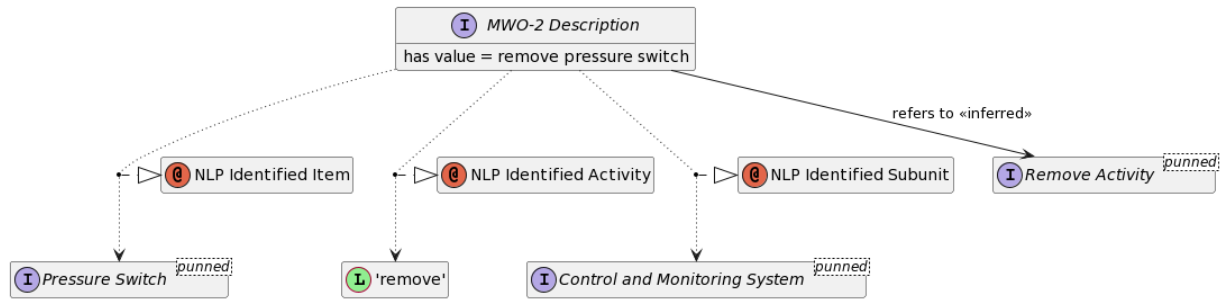 I MWO-2 Description
has value = remove pressure switch
refers to «inferred»
@ NLP Identified Item
@ NLP Identified Activity
@ NLP Identified Subunit
I Remove Activity punned
I Pressure Switch punned
L 'remove'
I Control and Monitoring System punned